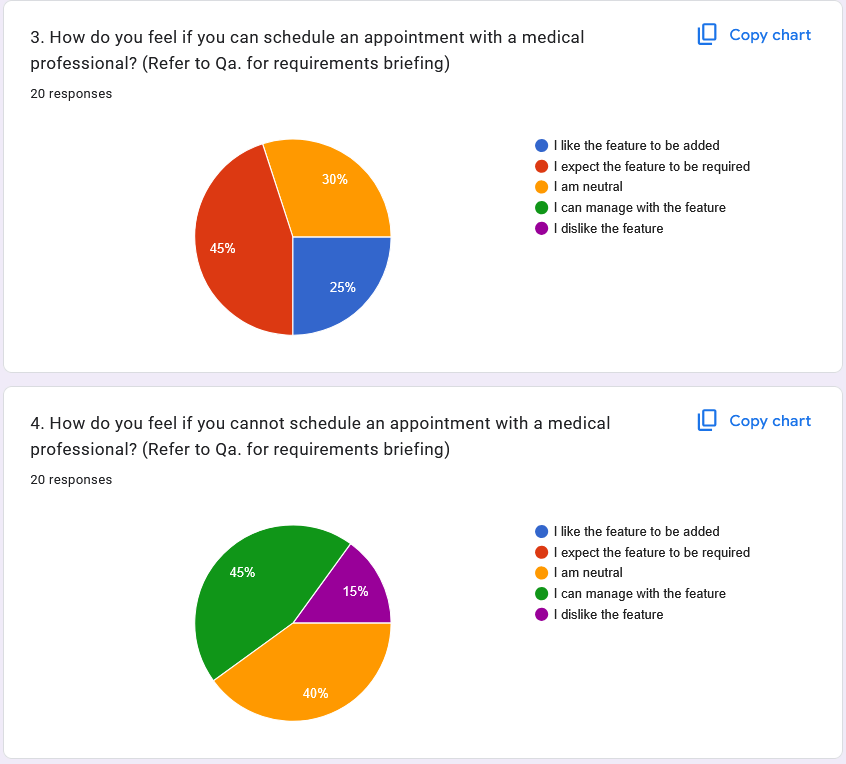 3. How do you feel if you can schedule an appointment with a medical
professional? (Refer to Qa. for requirements briefing)
Copy chart
20 responses
30%
45%
25%
I like the feature to be added
I expect the feature to be required
I am neutral
I can manage with the feature
I dislike the feature
4. How do you feel if you cannot schedule an appointment with a medical
professional? (Refer to Qa. for requirements briefing)
Copy chart
20 responses
45%
15%
40%
I like the feature to be added
I expect the feature to be required
I am neutral
I can manage with the feature
I dislike the feature